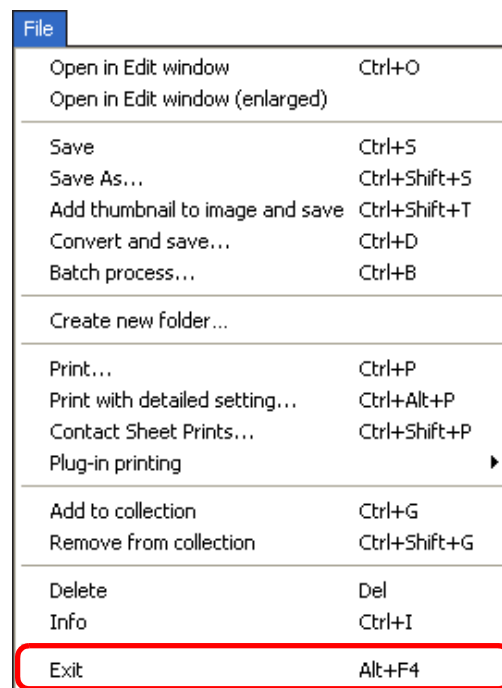 File
Open in Edit window Ctrl+O
Open in Edit window (enlarged)
Save Ctrl+S
Save As... Ctrl+Shift+S
Add thumbnail to image and save Ctrl+Shift+T
Convert and save... Ctrl+D
Batch process... Ctrl+B
Create new folder...
Print... Ctrl+P
Print with detailed setting... Ctrl+Alt+P
Contact Sheet Prints... Ctrl+Shift+P
Plug-in printing
Add to collection Ctrl+G
Remove from collection Ctrl+Shift+G
Delete Del
Info Ctrl+I
Exit Alt+F4